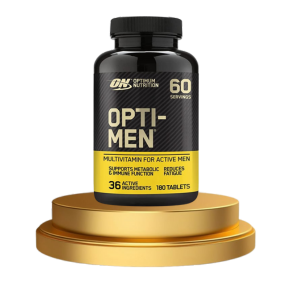 ON OPTIMUM NUTRITION
60 SERVINGS
OPTI-
MEN®
MULTIVITAMIN FOR ACTIVE MEN
SUPPORTS METABOLIC & IMMUNE FUNCTION
REDUCES FATIGUE
36 ACTIVE INGREDIENTS
180 TABLETS